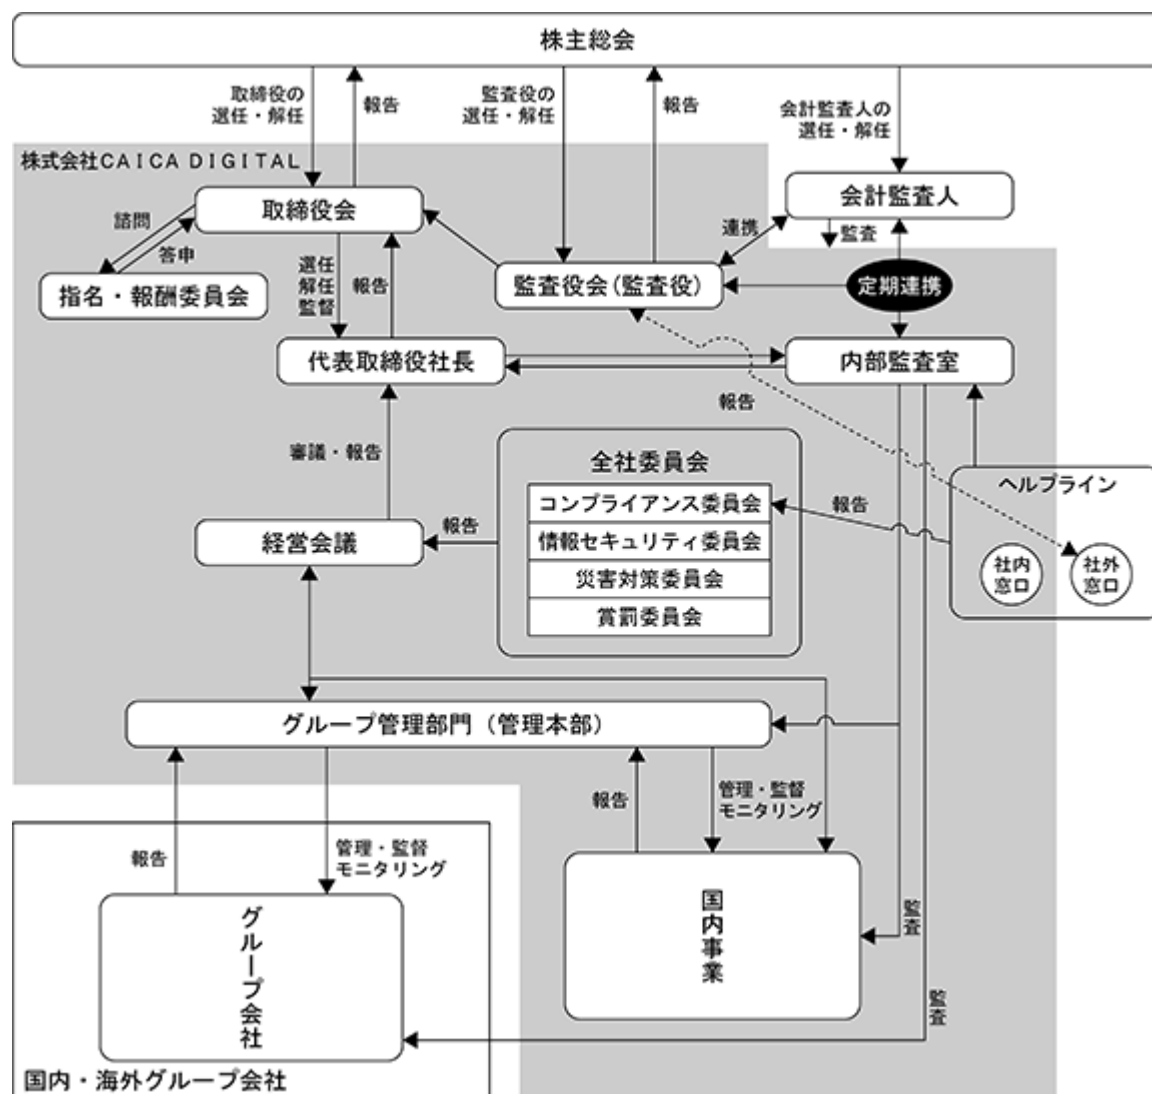 株主総会
取締役の
選任・解任
報告
監査役の
選任・解任
報告
会計監査人の
選任・解任
株式会社ＣＡＩＣＡ ＤＩＧＩＴＡＬ
取締役会
会計監査人
諮問
答申
連携
監査
指名・報酬委員会
選任
解任
監督
報告
監査役会(監査役)
定期連携
代表取締役社長
内部監査室
報告
審議・報告
全社委員会
コンプライアンス委員会
情報セキュリティ委員会
災害対策委員会
賞罰委員会
報告
ヘルプライン
報告
社内
窓口
社外
窓口
経営会議
グループ管理部門（管理本部）
報告
管理・監督
モニタリング
報告
管理・監督
モニタリング
グループ会社
国内事業
監査
監査
国内・海外グループ会社